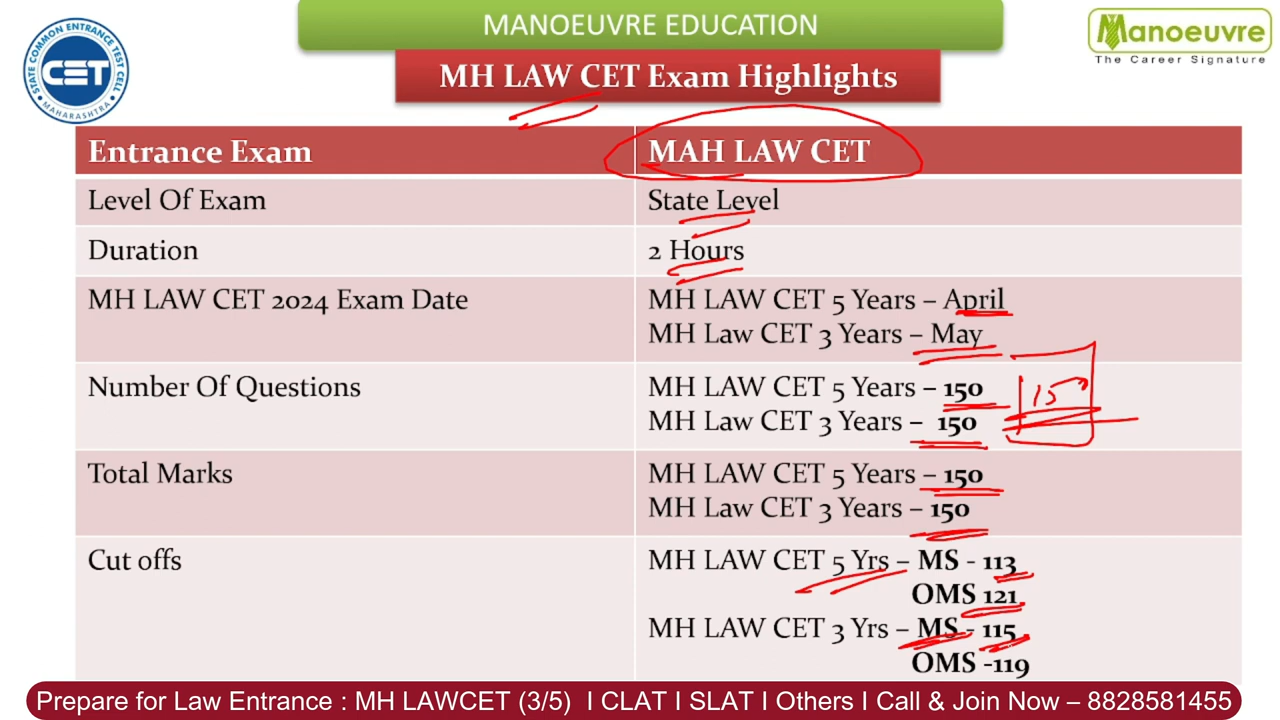 MANOEUVRE EDUCATION
MH LAW CET Exam Highlights
STATE COMMON ENTRANCE TEST CELL
CET
MAHARASHTRA
Manoeuvre
The Career Signature
Entrance Exam MAH LAW CET
Level Of Exam State Level
Duration 2 Hours
MH LAW CET 2024 Exam Date MH LAW CET 5 Years – April
MH Law CET 3 Years – May
Number Of Questions MH LAW CET 5 Years – 150
MH Law CET 3 Years – 150
Total Marks MH LAW CET 5 Years – 150
MH Law CET 3 Years – 150
Cut offs MH LAW CET 5 Yrs – MS - 113
OMS 121
MH LAW CET 3 Yrs – MS - 115
OMS -119
Prepare for Law Entrance : MH LAWCET (3/5) I CLAT I SLAT I Others I Call & Join Now – 8828581455